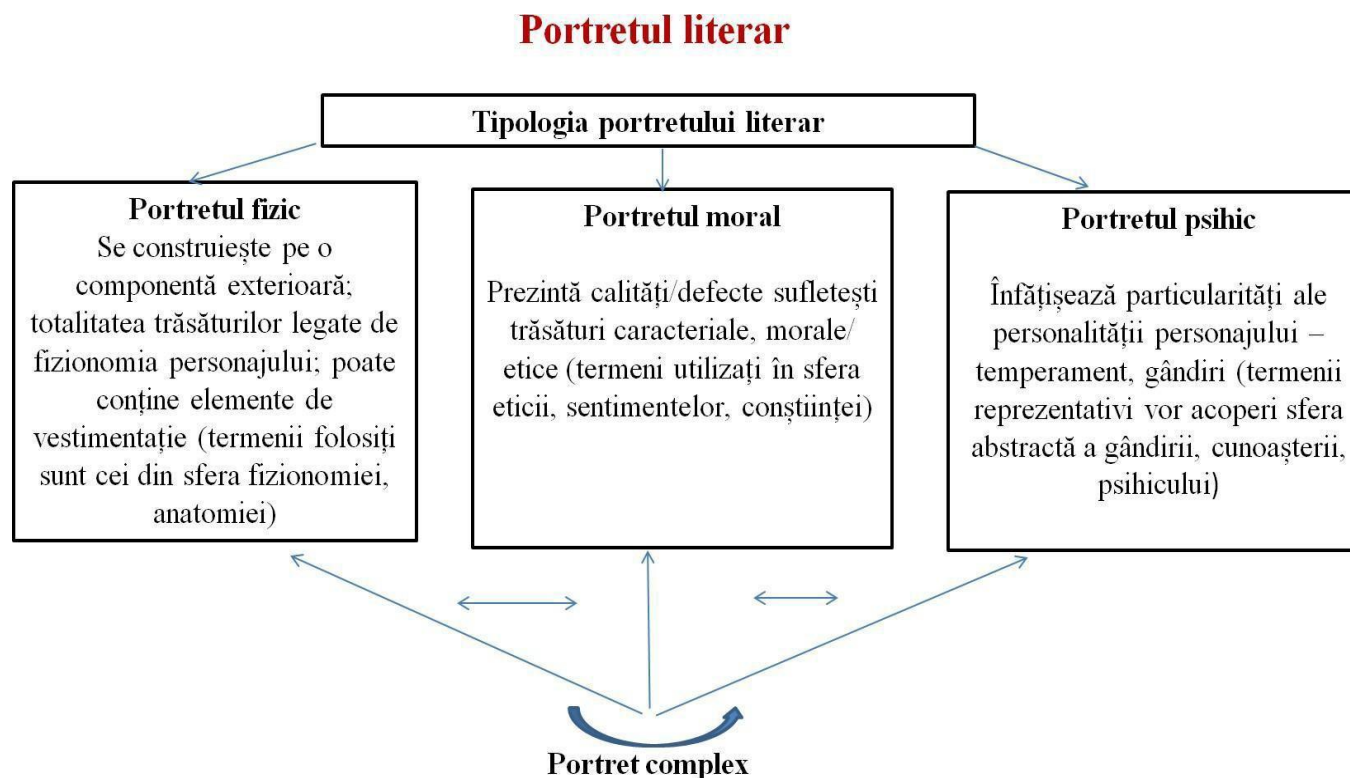 Portretul literar
Tipologia portretului literar
Portretul fizic
Se construiește pe o
componentă exterioară;
totalitatea trăsăturilor legate de
fizionomia personajului; poate
conține elemente de
vestimentație (termenii folosiți
sunt cei din sfera fizionomiei,
anatomiei)
Portretul moral
Prezintă calități/defecte sufletești
trăsături caracteriale, morale/
etice (termeni utilizați în sfera
eticii, sentimentelor, conștiinței)
Portretul psihic
Înfățișează particularități ale
personalității personajului –
temperament, gândiri (termenii
reprezentativi vor acoperi sfera
abstractă a gândirii, cunoașterii,
psihicului)
Portret complex